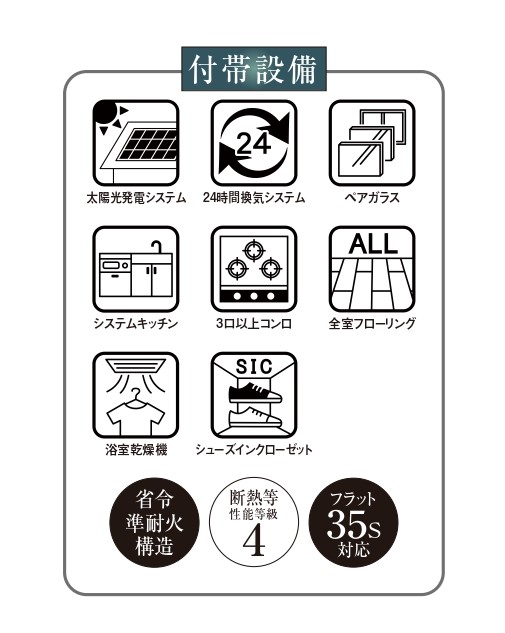 付帯設備
24
太陽光発電システム
24時間換気システム
ペアガラス
ALL
システムキッチン
3口以上コンロ
全室フローリング
SIC
浴室乾燥機
シューズインクローゼット
省令
準耐火
構造
断熱等
性能等級
4
フラット
35S
対応